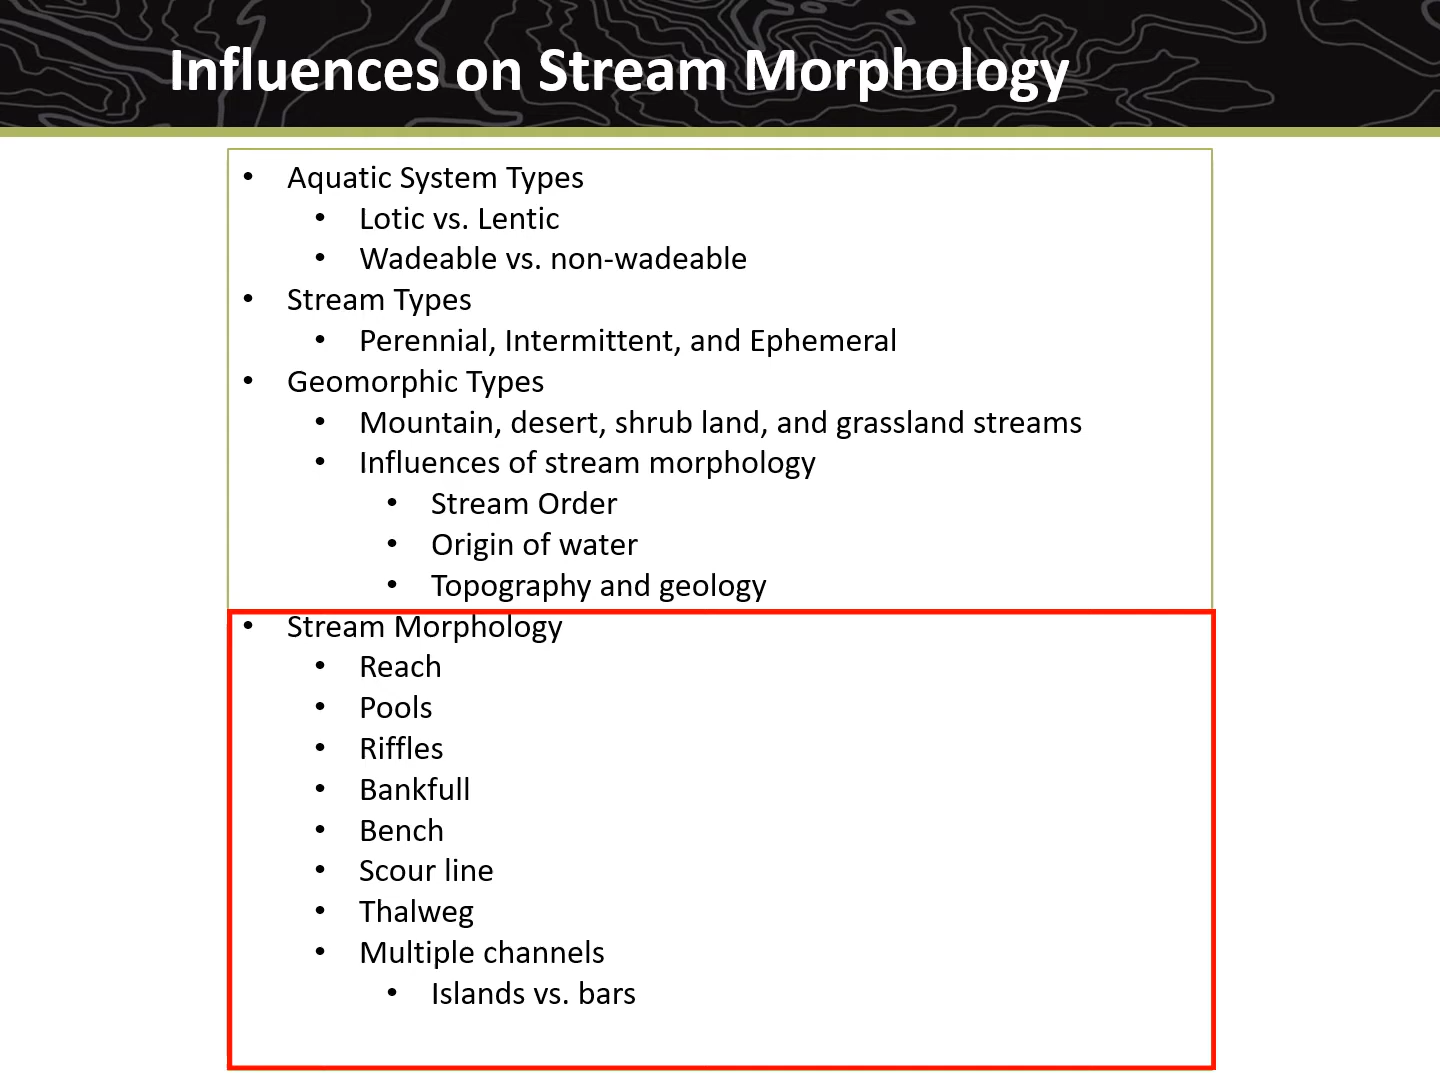 Influences on Stream Morphology
• Aquatic System Types
• Lotic vs. Lentic
• Wadeable vs. non-wadeable
• Stream Types
• Perennial, Intermittent, and Ephemeral
• Geomorphic Types
• Mountain, desert, shrub land, and grassland streams
• Influences of stream morphology
• Stream Order
• Origin of water
• Topography and geology
• Stream Morphology
• Reach
• Pools
• Riffles
• Bankfull
• Bench
• Scour line
• Thalweg
• Multiple channels
• Islands vs. bars